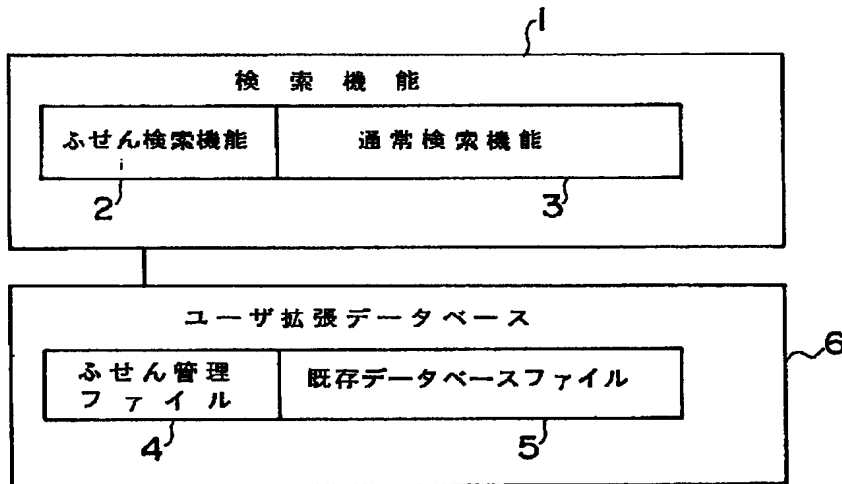 1
検索機能
ふせん検索機能
通常検索機能
2
3
ユーザ拡張データベース
6
ふせん管理
ファイル
既存データベースファイル
4
5